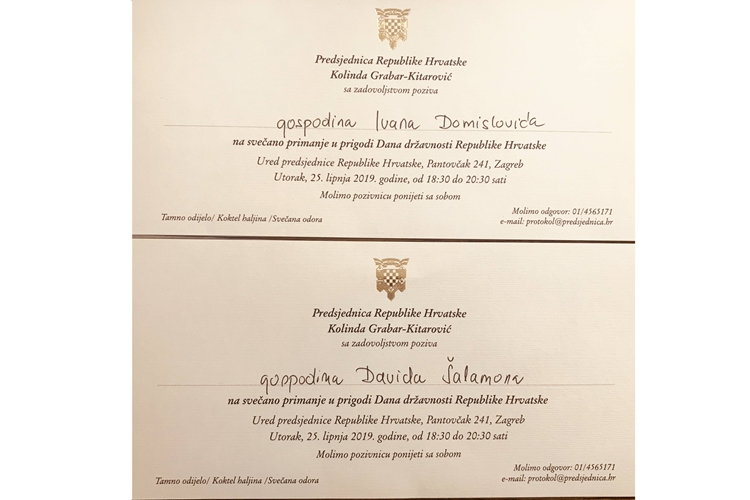 Predsjednica Republike Hrvatske
Kolinda Grabar-Kitarović
sa zadovoljstvom poziva
gospodina Ivana Domislovića
na svečano primanje u prigodi Dana državnosti Republike Hrvatske
Ured predsjednice Republike Hrvatske, Pantovčak 241, Zagreb
Utorak, 25. lipnja 2019. godine, od 18:30 do 20:30 sati
Molimo pozivnicu ponijeti sa sobom
Tamno odijelo/ Koktel haljina /Svečana odora
Molimo odgovor: 01/4565171
e-mail: protokol@predsjednica.hr
Predsjednica Republike Hrvatske
Kolinda Grabar-Kitarović
sa zadovoljstvom poziva
gospodina Davida Šalamona
na svečano primanje u prigodi Dana državnosti Republike Hrvatske
Ured predsjednice Republike Hrvatske, Pantovčak 241, Zagreb
Utorak, 25. lipnja 2019. godine, od 18:30 do 20:30 sati
Molimo pozivnicu ponijeti sa sobom
Tamno odijelo/ Koktel haljina /Svečana odora
Molimo odgovor: 01/4565171
e-mail: protokol@predsjednica.hr